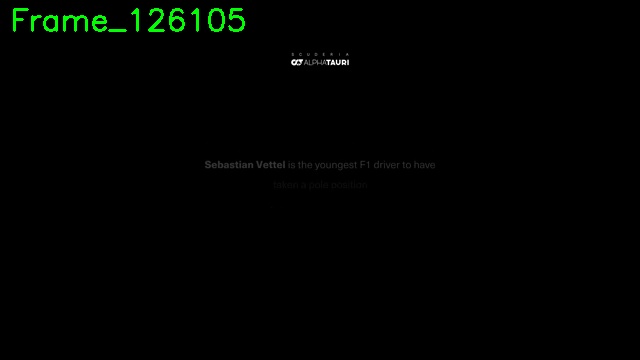 Frame_126105
SCUDERIA
ALPHATAURI
Sebastian Vettel is the youngest F1 driver to have
taken a pole position